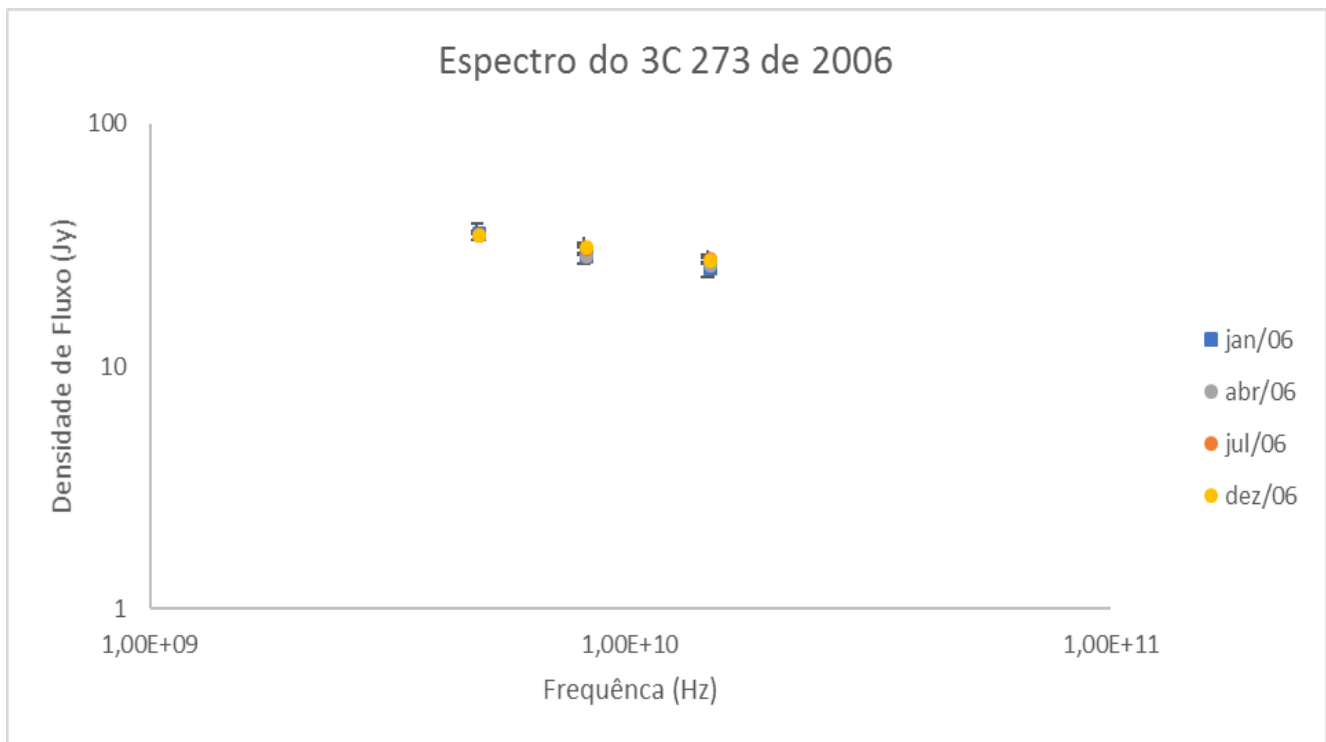 Espectro do 3C 273 de 2006
Densidade de Fluxo (Jy)
100
10
1
1,00E+09
1,00E+10
1,00E+11
Frequênca (Hz)
jan/06
abr/06
jul/06
dez/06